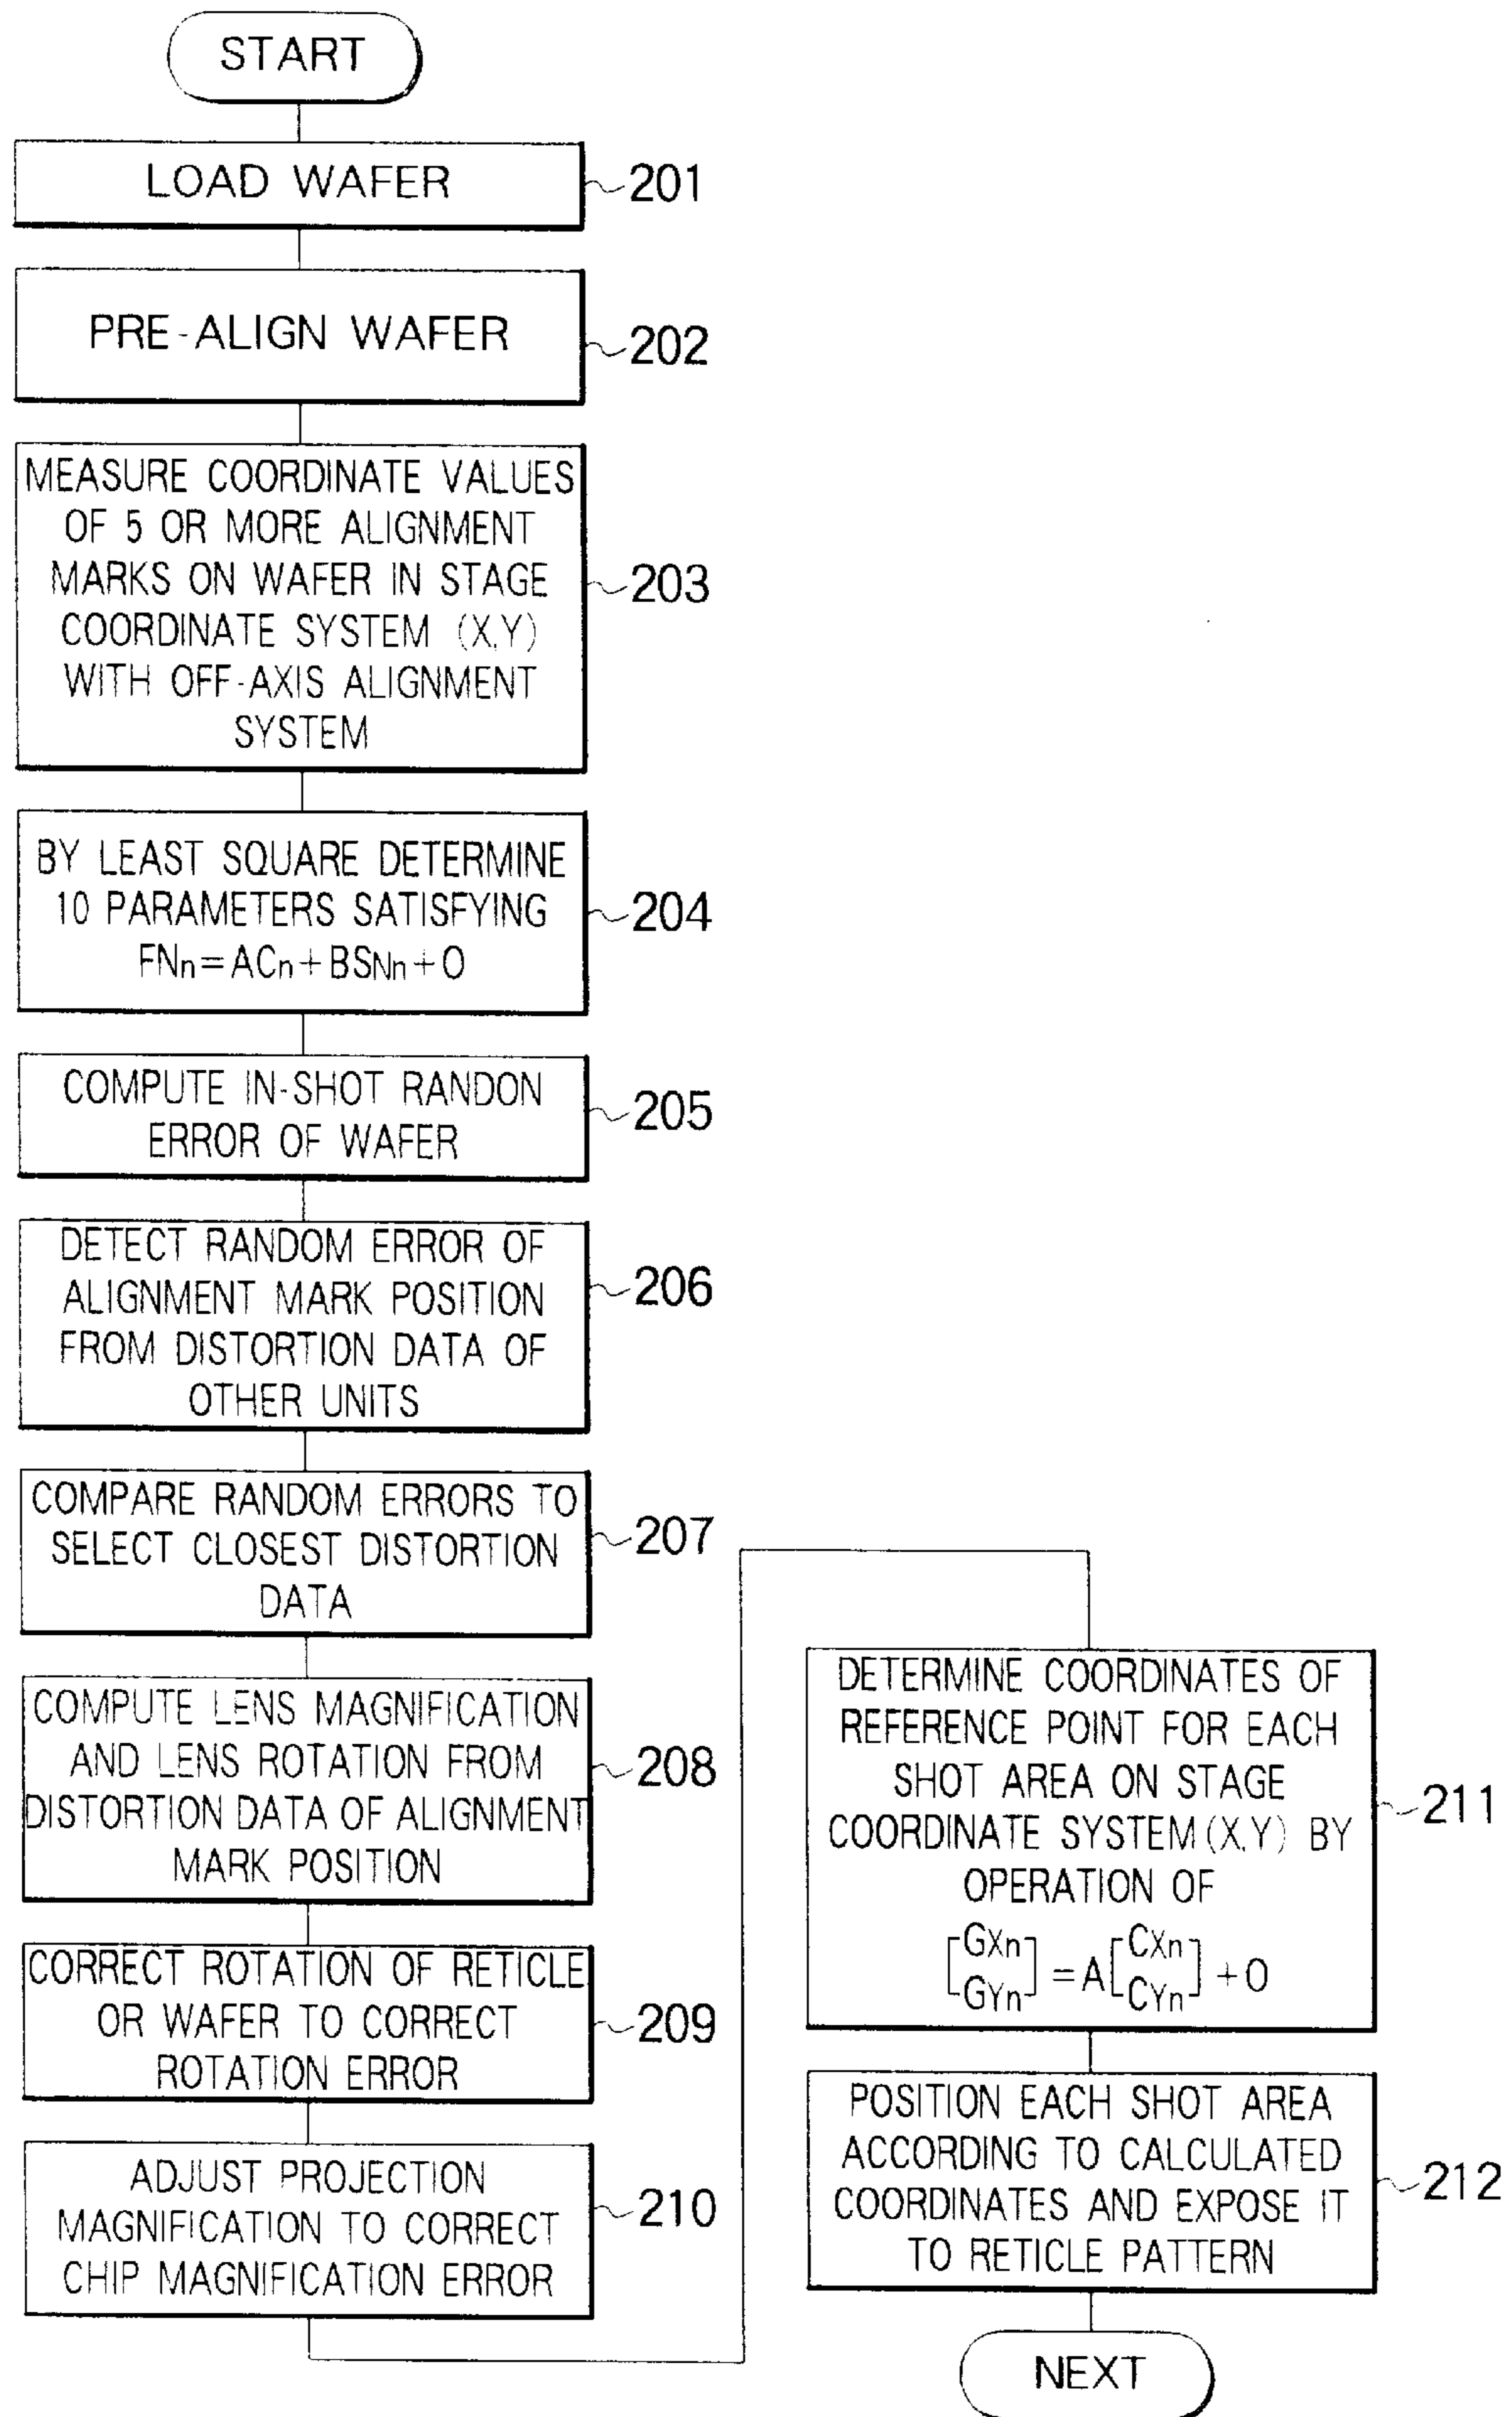 START
LOAD WAFER
201
PRE-ALIGN WAFER
202
MEASURE COORDINATE VALUES
OF 5 OR MORE ALIGNMENT
MARKS ON WAFER IN STAGE
COORDINATE SYSTEM (X,Y)
WITH OFF-AXIS ALIGNMENT
SYSTEM
203
BY LEAST SQUARE DETERMINE
10 PARAMETERS SATISFYING
FNn=ACn+BSNn+O
204
COMPUTE IN-SHOT RANDON
ERROR OF WAFER
205
DETECT RANDOM ERROR OF
ALIGNMENT MARK POSITION
FROM DISTORTION DATA OF
OTHER UNITS
206
COMPARE RANDOM ERRORS TO
SELECT CLOSEST DISTORTION
DATA
207
COMPUTE LENS MAGNIFICATION
AND LENS ROTATION FROM
DISTORTION DATA OF ALIGNMENT
MARK POSITION
208
CORRECT ROTATION OF RETICLE
OR WAFER TO CORRECT
ROTATION ERROR
209
ADJUST PROJECTION
MAGNIFICATION TO CORRECT
CHIP MAGNIFICATION ERROR
210
DETERMINE COORDINATES OF
REFERENCE POINT FOR EACH
SHOT AREA ON STAGE
COORDINATE SYSTEM(X,Y) BY
OPERATION OF
[GXn GYn]=A[CXn CYn]+O
211
POSITION EACH SHOT AREA
ACCORDING TO CALCULATED
COORDINATES AND EXPOSE IT
TO RETICLE PATTERN
212
NEXT